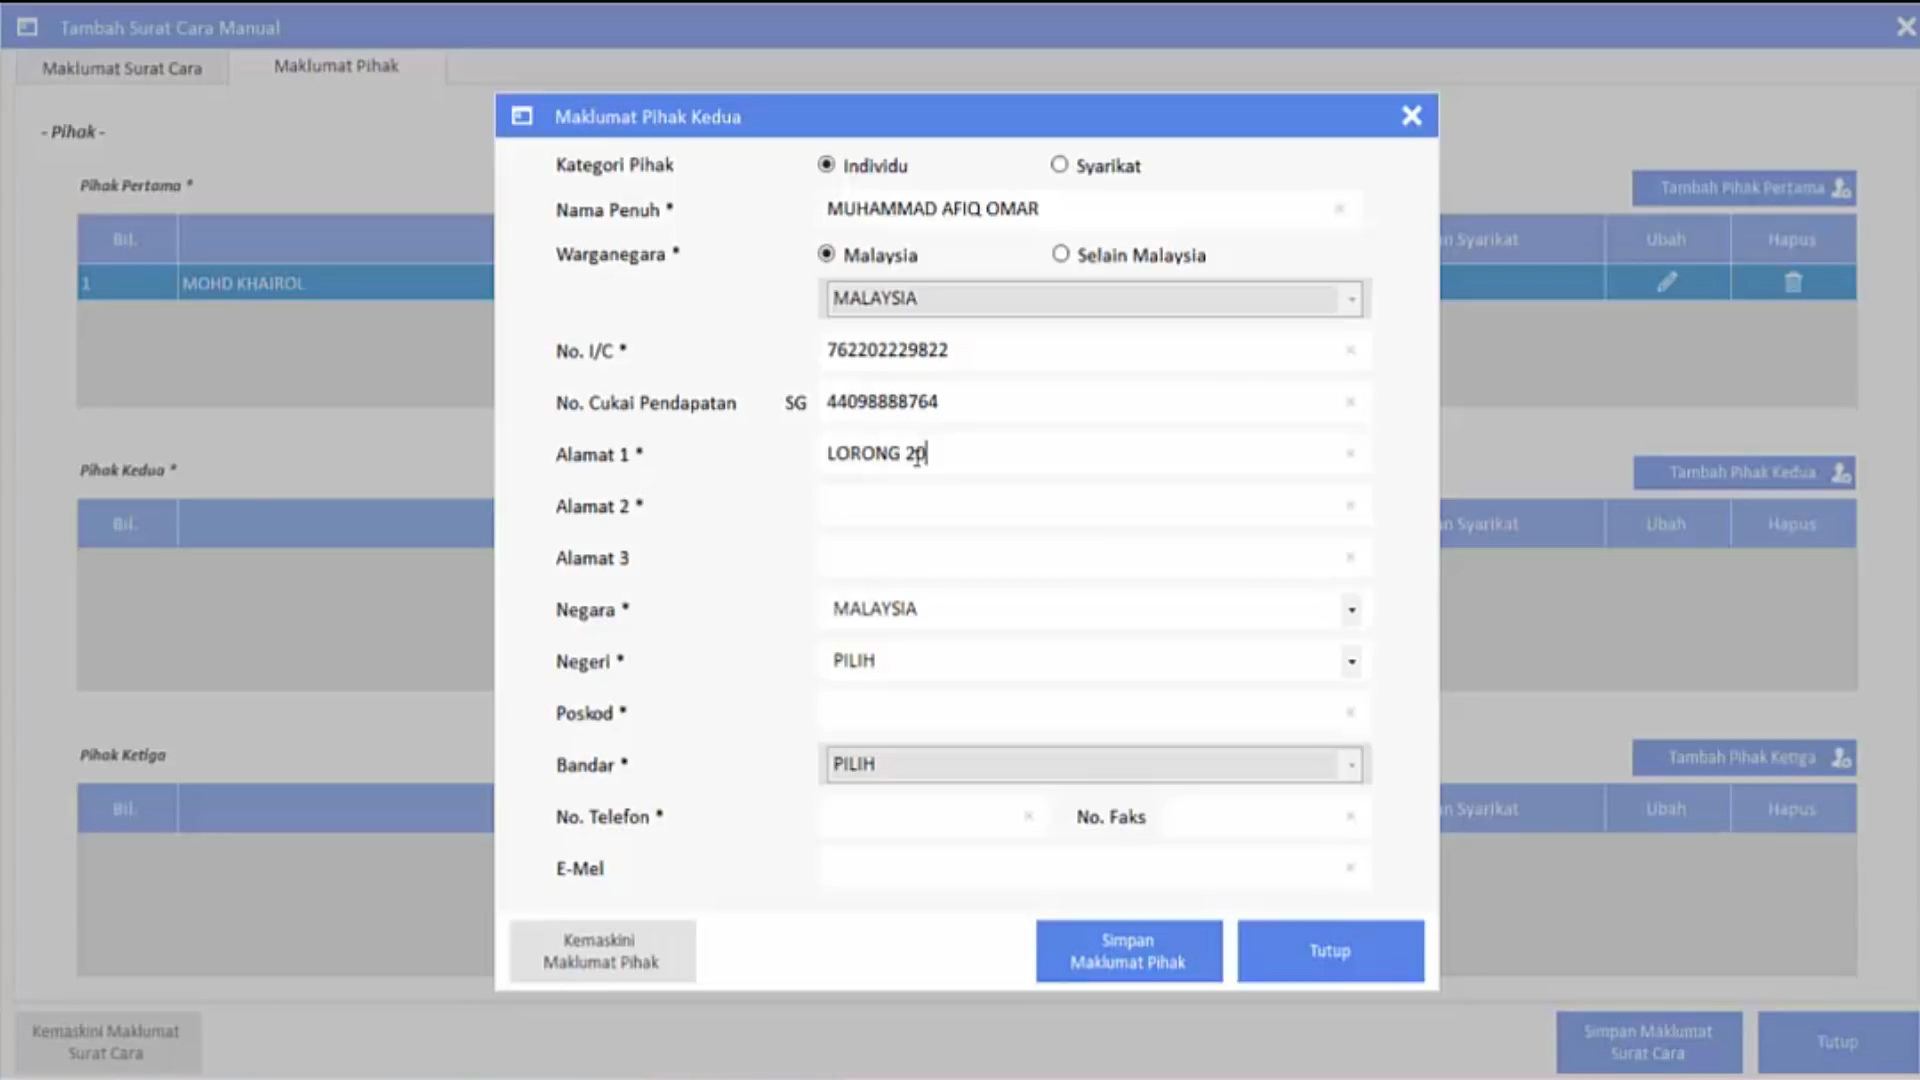 Tambah Surat Cara Manual
Maklumat Surat Cara
Maklumat Pihak
- Pihak -
Pihak Pertama *
Tambah Pihak Pertama
Bil.
n Syarikat
Ubah
Hapus
1
MOHD KHAIROL
Pihak Kedua *
Tambah Pihak Kedua
Bil.
n Syarikat
Ubah
Hapus
Pihak Ketiga
Tambah Pihak Ketiga
Bil.
n Syarikat
Ubah
Hapus
Kemaskini Maklumat
Surat Cara
Simpan Maklumat
Surat Cara
Tutup
Maklumat Pihak Kedua
Kategori Pihak
Individu
Syarikat
Nama Penuh *
MUHAMMAD AFIQ OMAR
Warganegara *
Malaysia
Selain Malaysia
MALAYSIA
No. I/C *
762202229822
No. Cukai Pendapatan
SG
44098888764
Alamat 1 *
LORONG 20
Alamat 2 *
Alamat 3
Negara *
MALAYSIA
Negeri *
PILIH
Poskod *
Bandar *
PILIH
No. Telefon *
No. Faks
E-Mel
Kemaskini
Maklumat Pihak
Simpan
Maklumat Pihak
Tutup